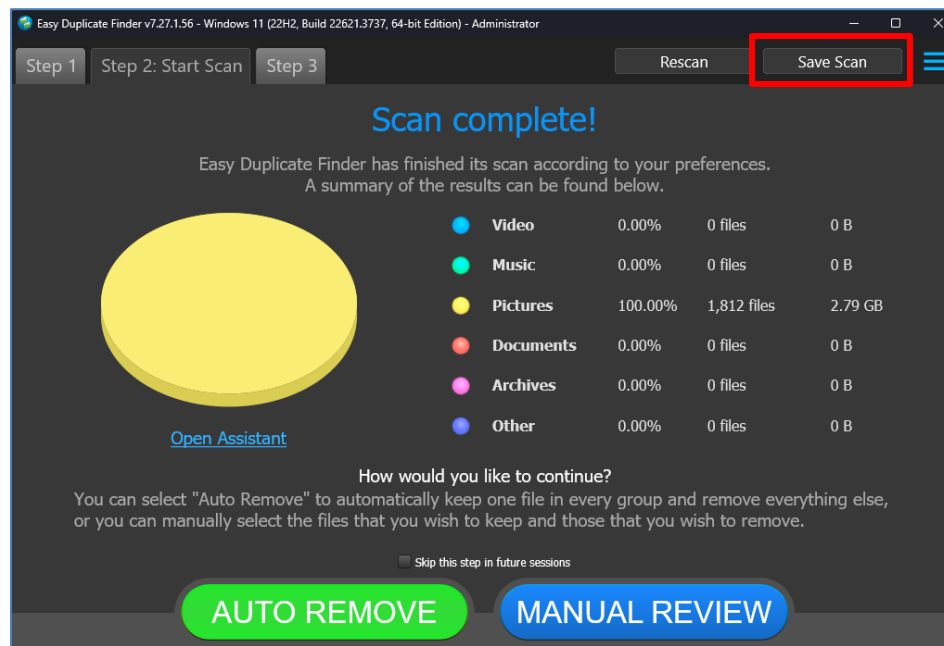 Easy Duplicate Finder v7.27.1.56 - Windows 11 (22H2, Build 22621.3737, 64-bit Edition) - Administrator
Step 1 Step 2: Start Scan Step 3 Rescan Save Scan
Scan complete!
Easy Duplicate Finder has finished its scan according to your preferences.
A summary of the results can be found below.
Video 0.00% 0 files 0 B
Music 0.00% 0 files 0 B
Pictures 100.00% 1,812 files 2.79 GB
Documents 0.00% 0 files 0 B
Archives 0.00% 0 files 0 B
Other 0.00% 0 files 0 B
Open Assistant
How would you like to continue?
You can select "Auto Remove" to automatically keep one file in every group and remove everything else,
or you can manually select the files that you wish to keep and those that you wish to remove.
Skip this step in future sessions
AUTO REMOVE MANUAL REVIEW